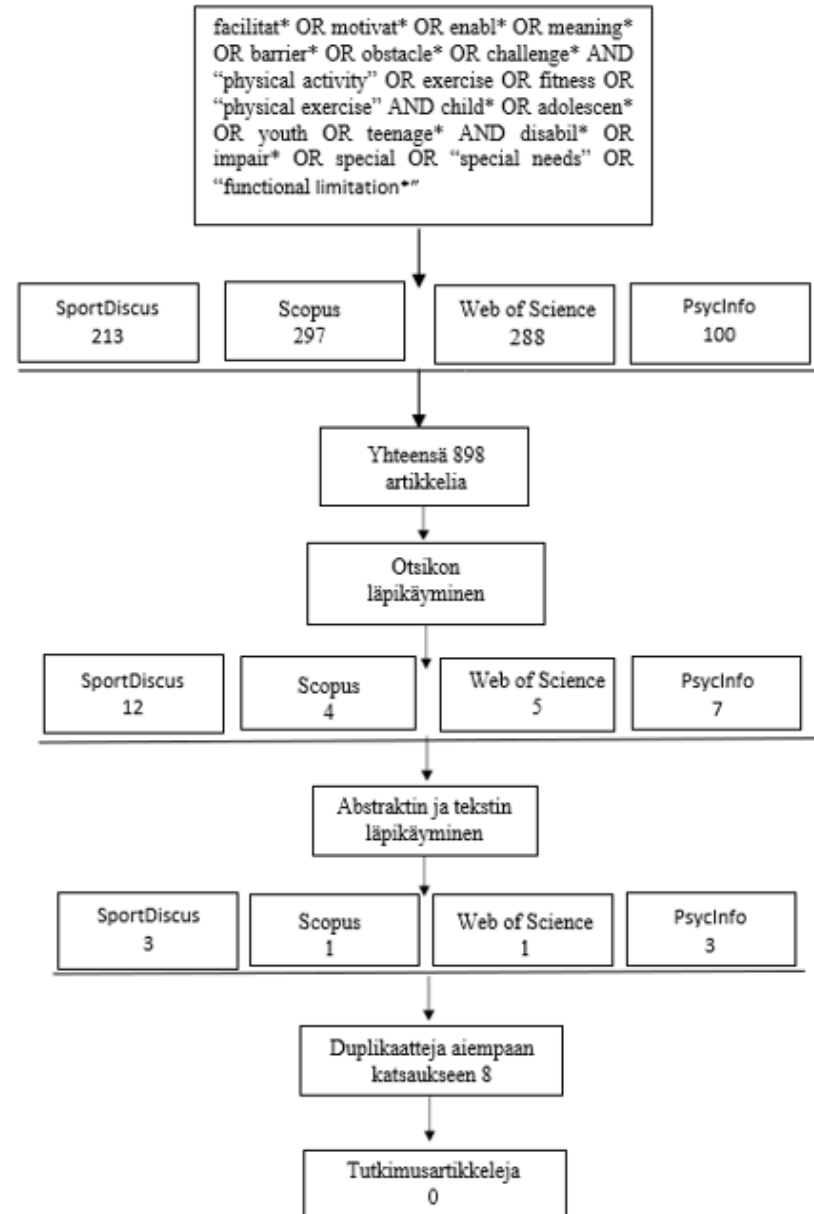 facilitat* OR motivat* OR enabl* OR meaning*
OR barrier* OR obstacle* OR challenge* AND
“physical activity” OR exercise OR fitness OR
“physical exercise” AND child* OR adolescen*
OR youth OR teenage* AND disabil* OR
impair* OR special OR “special needs” OR
“functional limitation*”
SportDiscus
213
Scopus
297
Web of Science
288
PsycInfo
100
Yhteensä 898
artikkelia
Otsikon
läpikäyminen
SportDiscus
12
Scopus
4
Web of Science
5
PsycInfo
7
Abstraktin ja tekstin
läpikäyminen
SportDiscus
3
Scopus
1
Web of Science
1
PsycInfo
3
Duplikaatteja aiempaan
katsaukseen 8
Tutkimusartikkeleja
0